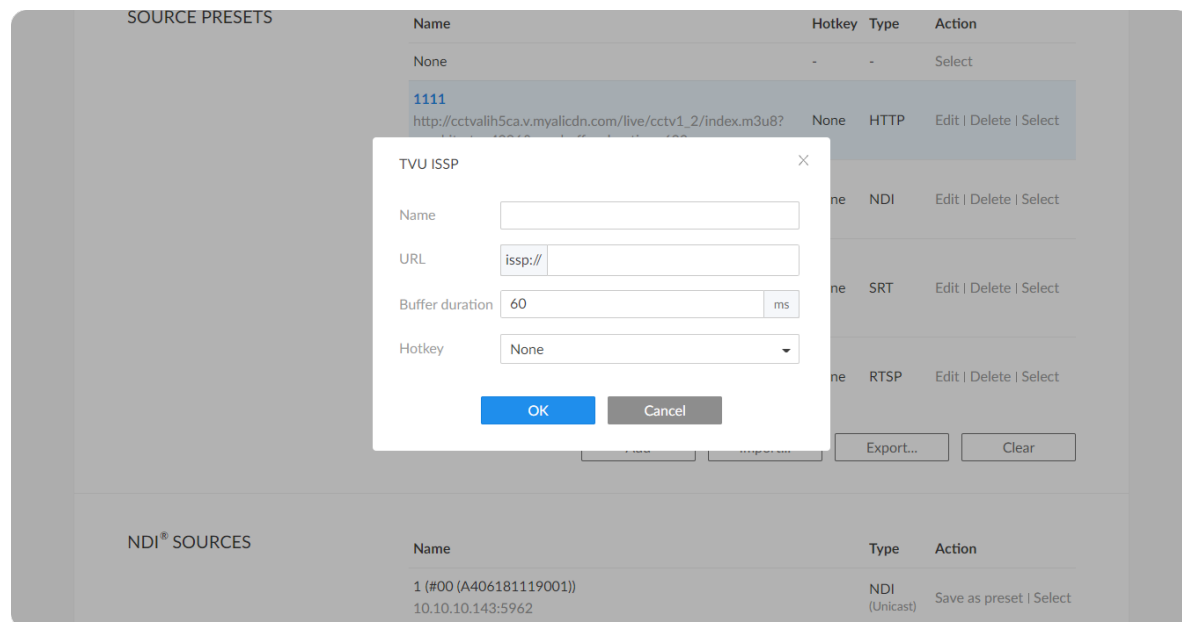 SOURCE PRESETS
Name Hotkey Type Action
None - - Select
1111
http://cctvalih5ca.v.myalicdn.com/live/cctv1_2/index.m3u8? None HTTP Edit | Delete | Select
TVU ISSP
Name
ne NDI Edit | Delete | Select
URL issp://
ne SRT Edit | Delete | Select
Buffer duration 60 ms
Hotkey None
ne RTSP Edit | Delete | Select
OK Cancel
Export... Clear
NDI® SOURCES
Name Type Action
1 (#00 (A406181119001)) NDI
10.10.10.143:5962 (Unicast) Save as preset | Select